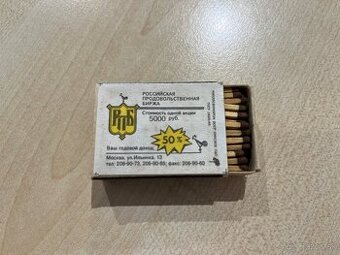 РОССИЙСКАЯ
ПРОДОВОЛЬСТВЕННАЯ
БИРЖА
РПБ
Стоимость одной акции
5000 руб.
50 %
Ваш годовой доход
Москва, ул.Ильинка, 13
тел: 206-90-73, 206-90-65; факс: 206-90-60